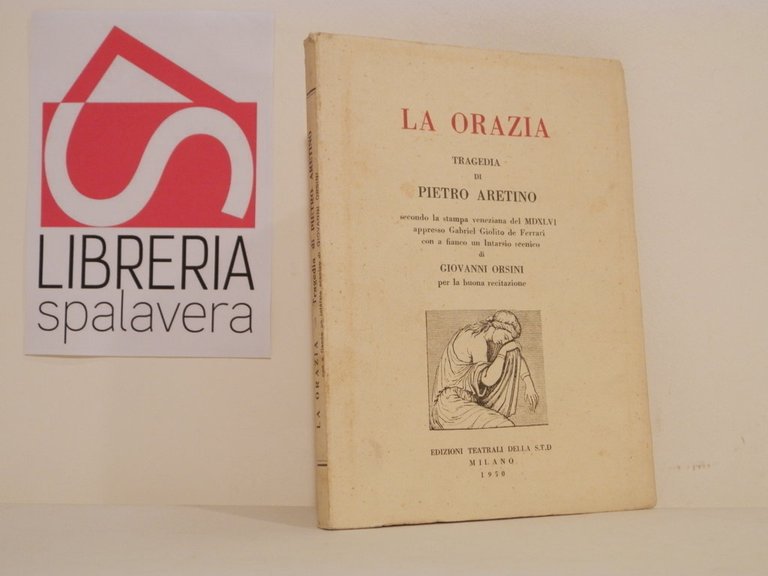 LIBRERIA
spalavera
LA ORAZIA
TRAGEDIA
DI
PIETRO ARETINO
secondo la stampa veneziana del MDXLVI
appresso Gabriel Giolito de Ferrari
con a fianco un Intarsio scenico
di
GIOVANNI ORSINI
per la buona recitazione
EDIZIONI TEATRALI DELLA S.T.D
MILANO
1950
LA ORAZIA - Tragedia di PIETRO ARETINO